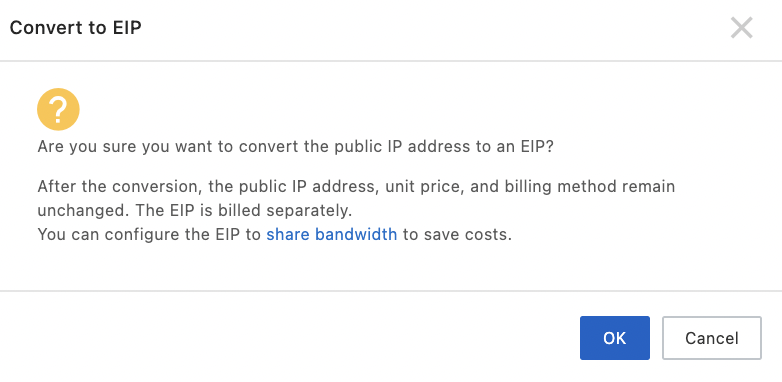 Convert to EIP
Are you sure you want to convert the public IP address to an EIP?
After the conversion, the public IP address, unit price, and billing method remain
unchanged. The EIP is billed separately.
You can configure the EIP to share bandwidth to save costs.
OK
Cancel